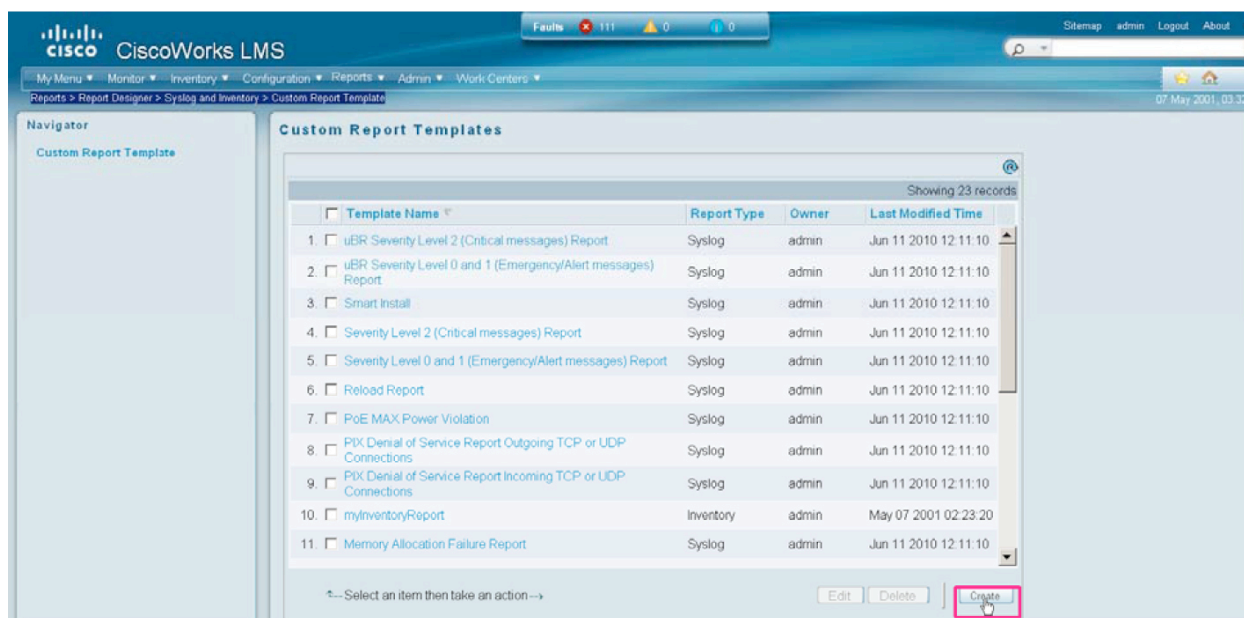 Faults 111 0 0
Sitemap admin Logout About
cisco CiscoWorks LMS
My Menu Monitor Inventory Configuration Reports Admin Work Centers
Reports > Report Designer > Syslog and Inventory > Custom Report Template
07 May 2001, 03:32
Navigator
Custom Report Template
Custom Report Templates
Showing 23 records
Template Name Report Type Owner Last Modified Time
1. uBR Severity Level 2 (Critical messages) Report Syslog admin Jun 11 2010 12:11:10
2. uBR Severity Level 0 and 1 (Emergency/Alert messages) Report Syslog admin Jun 11 2010 12:11:10
3. Smart Install Syslog admin Jun 11 2010 12:11:10
4. Severity Level 2 (Critical messages) Report Syslog admin Jun 11 2010 12:11:10
5. Severity Level 0 and 1 (Emergency/Alert messages) Report Syslog admin Jun 11 2010 12:11:10
6. Reload Report Syslog admin Jun 11 2010 12:11:10
7. PoE MAX Power Violation Syslog admin Jun 11 2010 12:11:10
8. PIX Denial of Service Report Outgoing TCP or UDP Connections Syslog admin Jun 11 2010 12:11:10
9. PIX Denial of Service Report Incoming TCP or UDP Connections Syslog admin Jun 11 2010 12:11:10
10. myInventoryReport Inventory admin May 07 2001 02:23:20
11. Memory Allocation Failure Report Syslog admin Jun 11 2010 12:11:10
Select an item then take an action Edit Delete Create